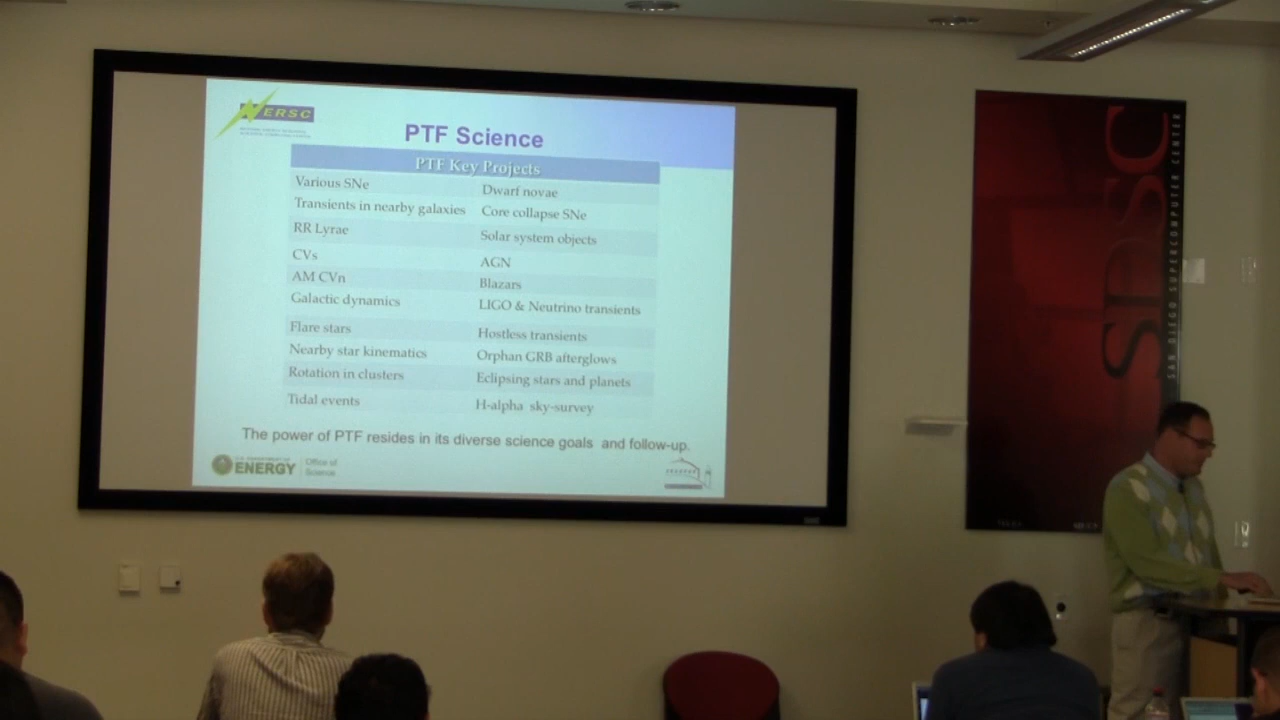 NERSC
PTF Science
PTF Key Projects
Various SNe Dwarf novae
Transients in nearby galaxies Core collapse SNe
RR Lyrae Solar system objects
CVs AGN
AM CVn Blazars
Galactic dynamics LIGO & Neutrino transients
Flare stars Hostless transients
Nearby star kinematics Orphan GRB afterglows
Rotation in clusters Eclipsing stars and planets
Tidal events H-alpha sky-survey
The power of PTF resides in its diverse science goals and follow-up.
U.S. DEPARTMENT OF
ENERGY
Office of
Science
SDSC
SAN DIEGO SUPERCOMPUTER CENTER